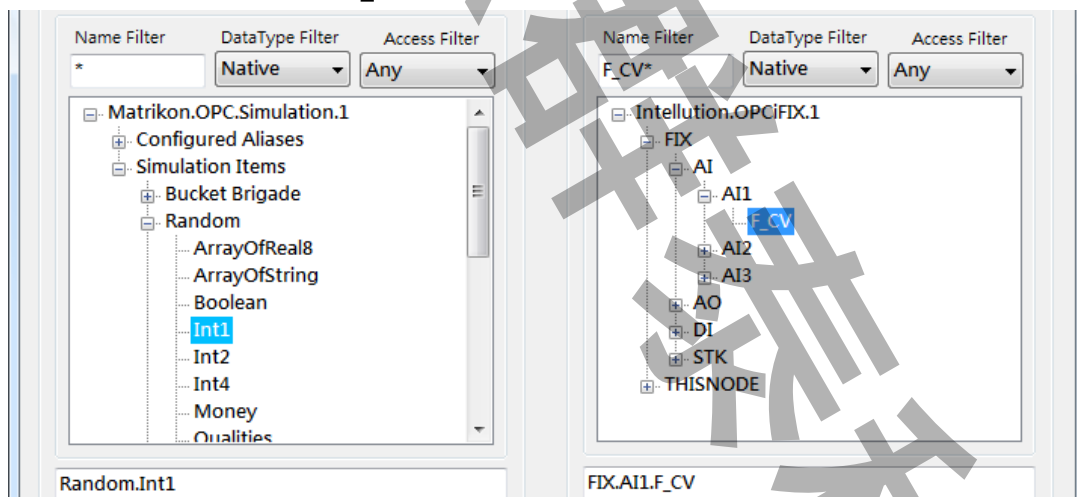 Name Filter DataType Filter Access Filter
* Native Any
Matrikon.OPC.Simulation.1
Configured Aliases
Simulation Items
Bucket Brigade
Random
ArrayOfReal8
ArrayOfString
Boolean
Int1
Int2
Int4
Money
Qualities
Random.Int1
Name Filter DataType Filter Access Filter
F_CV* Native Any
Intellution.OPCiFIX.1
FIX
AI
AI1
F_CV
AI2
AI3
AO
DI
STK
THISNODE
FIX.AI1.F_CV